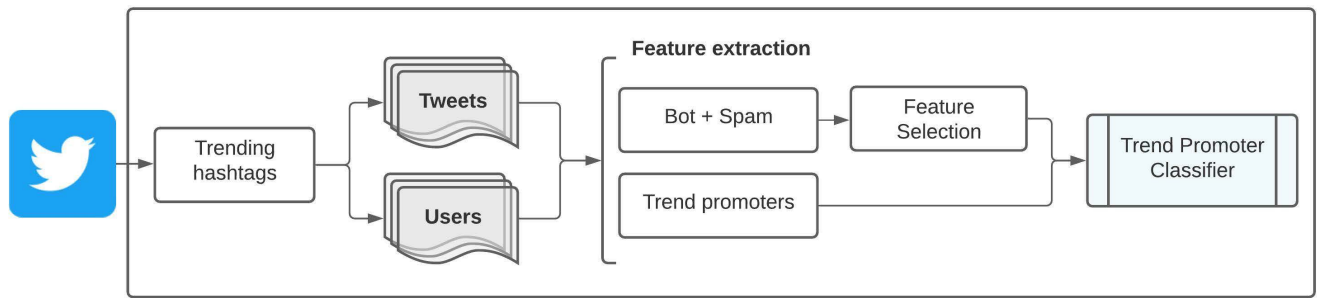 Feature extraction
Trending
hashtags
Tweets
Users
Bot + Spam
Trend promoters
Feature
Selection
Trend Promoter
Classifier